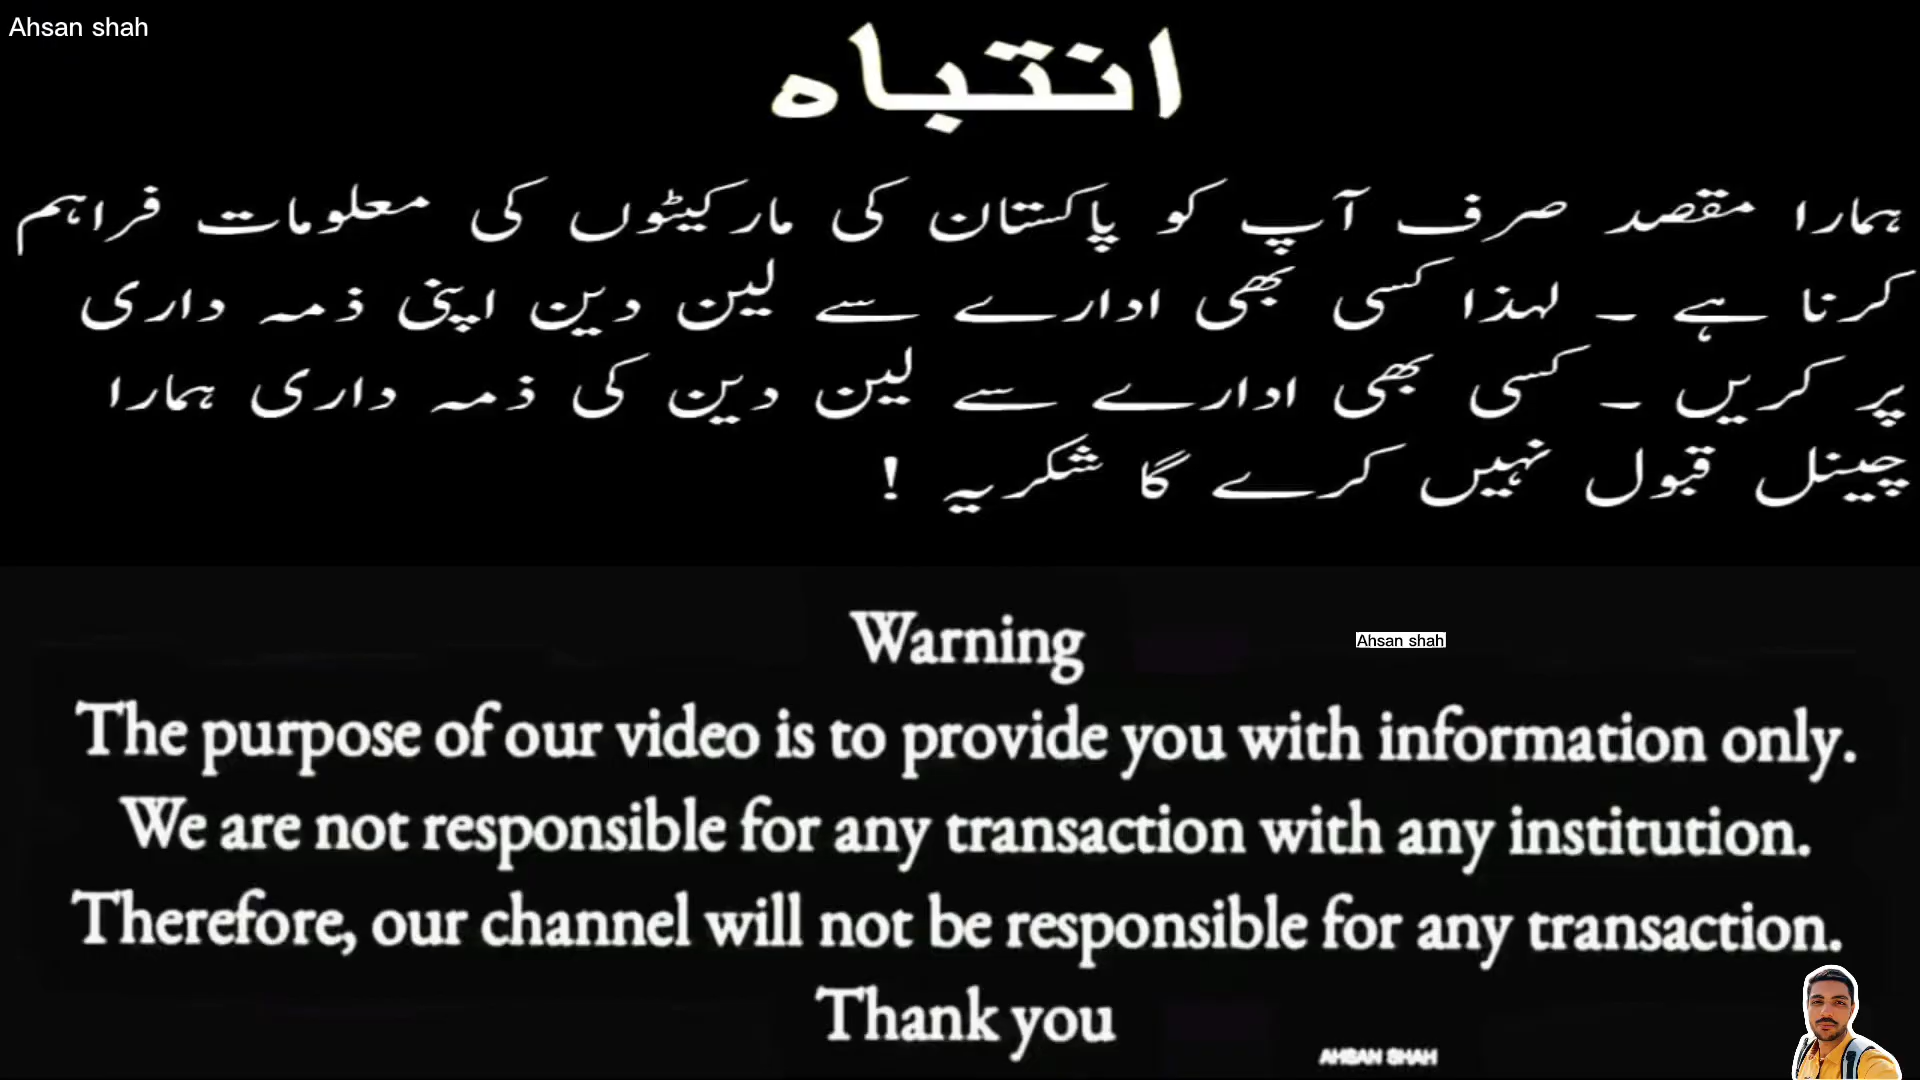 Ahsan shah
انتباہ
ہمارا مقصد صرف آپ کو پاکستان کی مارکیٹوں کی معلومات فراہم
کرنا ہے ۔ لہذا کسی بھی ادارے سے لین دین اپنی ذمہ داری
پر کریں ۔ کسی بھی ادارے سے لین دین کی ذمہ داری ہمارا
چینل قبول نہیں کرے گا شکریہ !
Warning
Ahsan shah
The purpose of our video is to provide you with information only.
We are not responsible for any transaction with any institution.
Therefore, our channel will not be responsible for any transaction.
Thank you
AHSAN SHAH